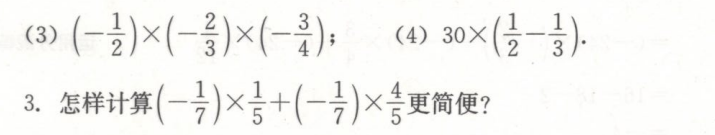 (3) (-1/2)×(-2/3)×(-3/4); (4) 30×(1/2-1/3).
3. 怎样计算(-1/7)×1/5+(-1/7)×4/5更简便?